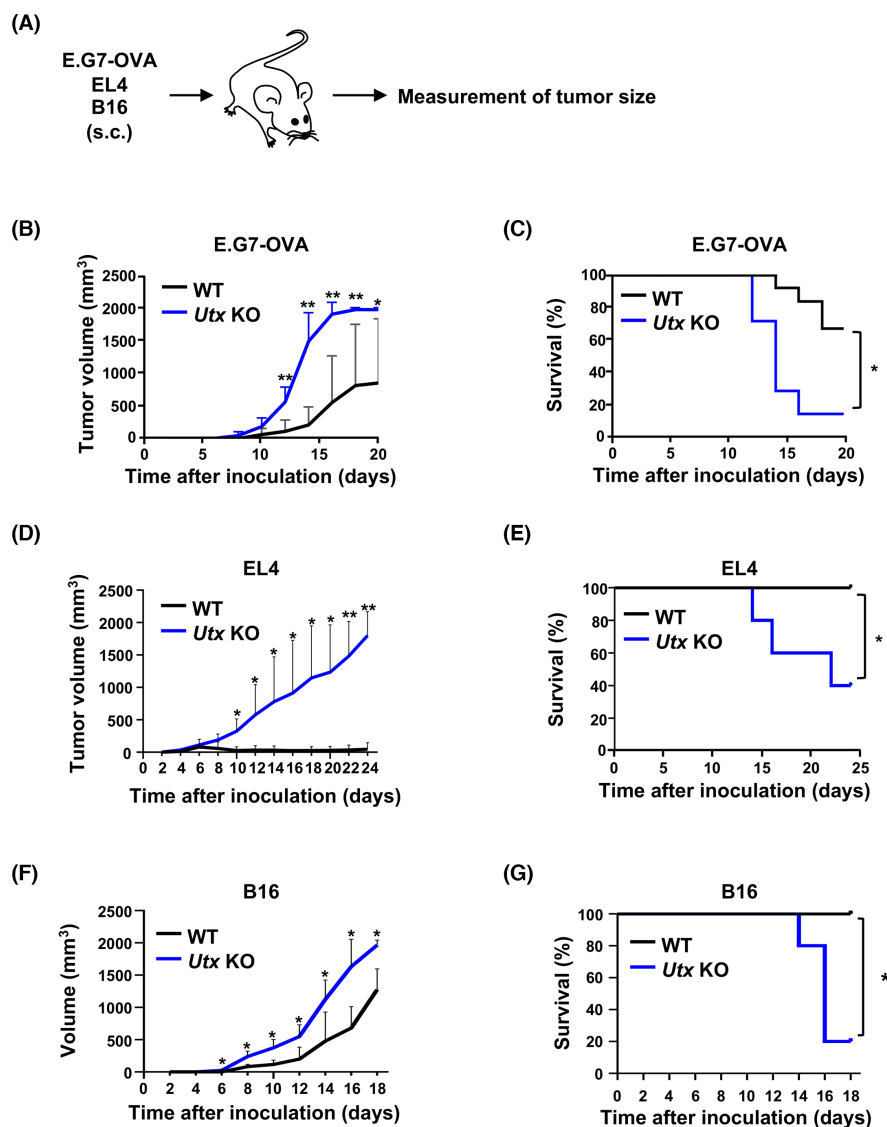 (A)
E.G7-OVA
EL4
B16
(s.c.)
Measurement of tumor size
(B)
E.G7-OVA
Tumor volume (mm³)
2500
2000
1500
1000
500
0
WT
Utx KO
** ** ** ** *
0 5 10 15 20
Time after inoculation (days)
(C)
E.G7-OVA
Survival (%)
100
80
60
40
20
0
WT
Utx KO
*
0 5 10 15 20
Time after inoculation (days)
(D)
EL4
Tumor volume (mm³)
2500
2000
1500
1000
500
0
WT
Utx KO
* * * * * * ** **
0 2 4 6 8 10 12 14 16 18 20 22 24
Time after inoculation (days)
(E)
EL4
Survival (%)
100
80
60
40
20
0
WT
Utx KO
*
0 5 10 15 20 25
Time after inoculation (days)
(F)
B16
Volume (mm³)
2500
2000
1500
1000
500
0
WT
Utx KO
* * * * * * *
0 2 4 6 8 10 12 14 16 18
Time after inoculation (days)
(G)
B16
Survival (%)
100
80
60
40
20
0
WT
Utx KO
*
0 2 4 6 8 10 12 14 16 18
Time after inoculation (days)